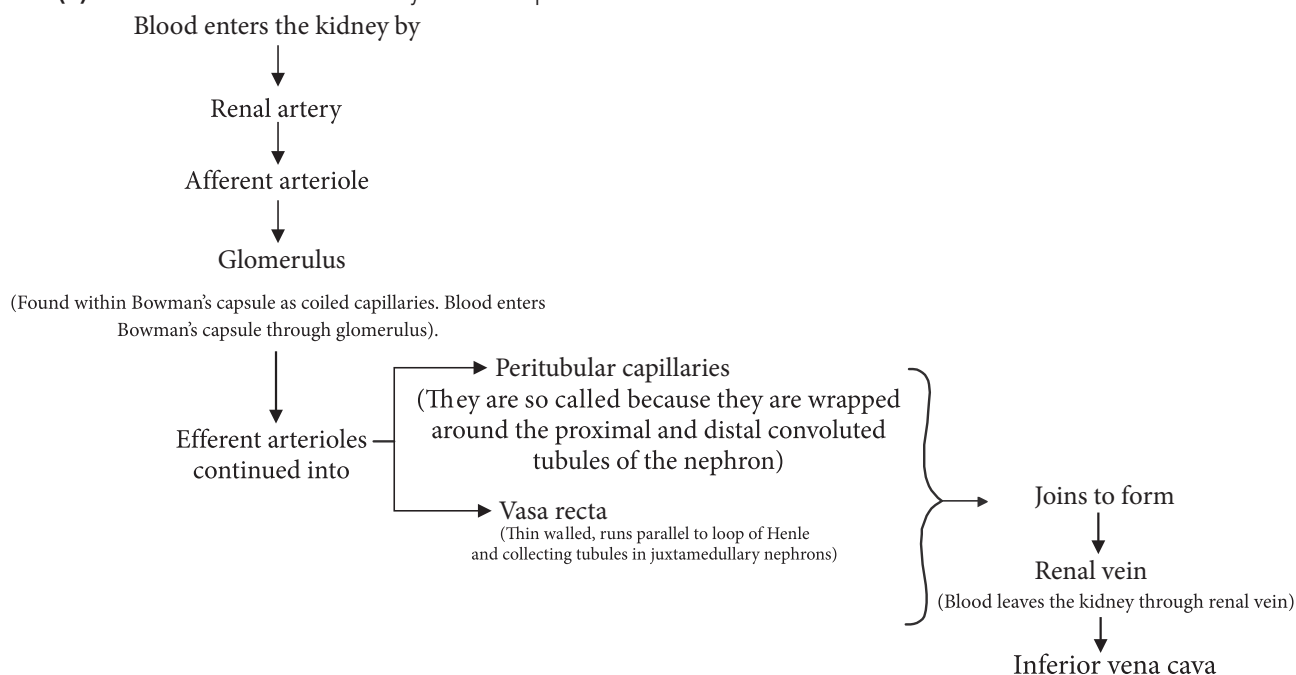 Blood enters the kidney by
Renal artery
Afferent arteriole
Glomerulus
(Found within Bowman's capsule as coiled capillaries. Blood enters
Bowman's capsule through glomerulus).
Efferent arterioles
continued into
Peritubular capillaries
(They are so called because they are wrapped
around the proximal and distal convoluted
tubules of the nephron)
Vasa recta
(Thin walled, runs parallel to loop of Henle
and collecting tubules in juxtamedullary nephrons)
Joins to form
Renal vein
(Blood leaves the kidney through renal vein)
Inferior vena cava